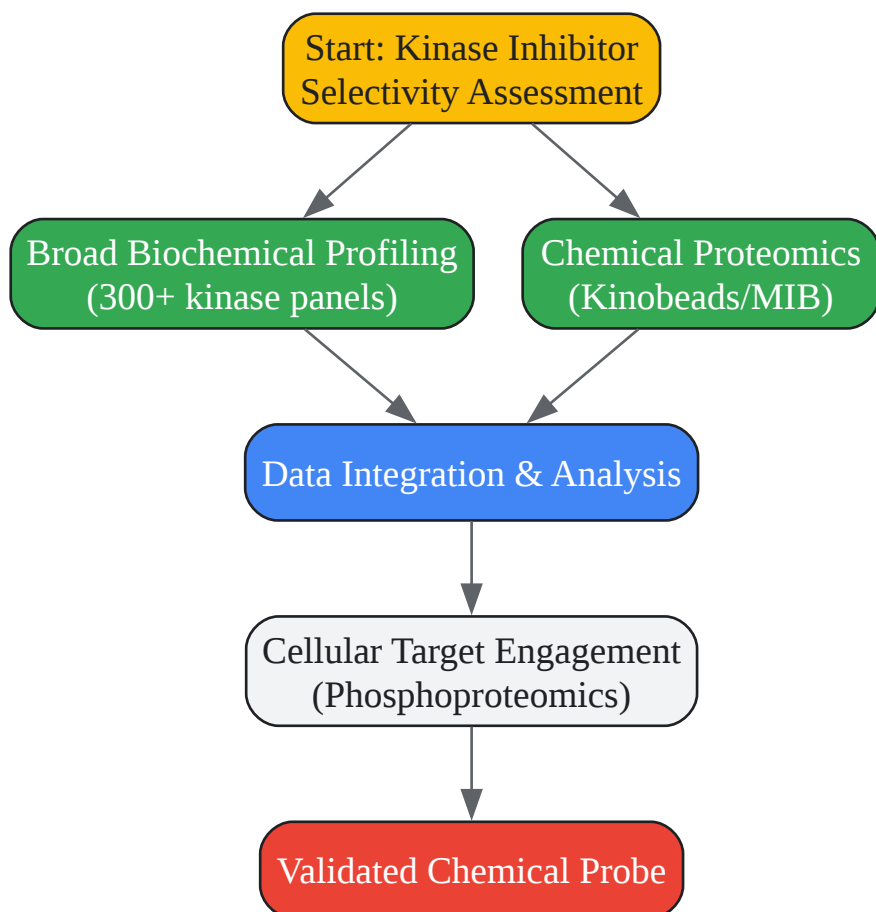 Start: Kinase Inhibitor
Selectivity Assessment
Broad Biochemical Profiling
(300+ kinase panels)
Chemical Proteomics
(Kinobeads/MIB)
Data Integration & Analysis
Cellular Target Engagement
(Phosphoproteomics)
Validated Chemical Probe